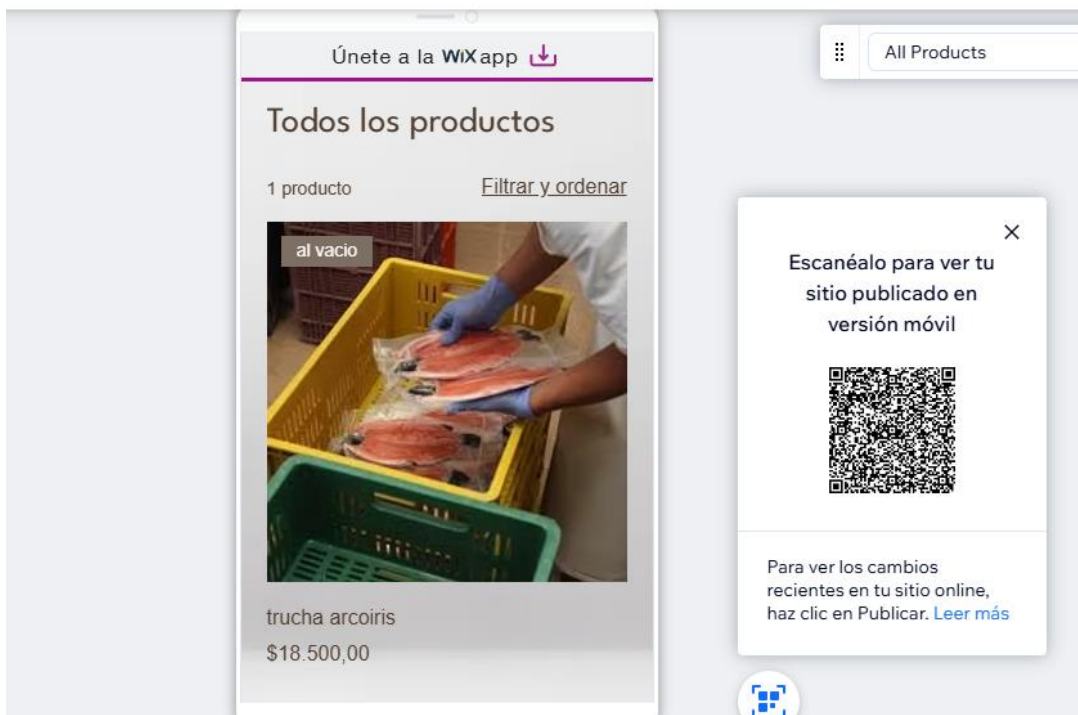 Únete a la WiX app
All Products
Todos los productos
1 producto
Filtrar y ordenar
al vacio
trucha arcoiris
$18.500,00
Escanéalo para ver tu
sitio publicado en
versión móvil
Para ver los cambios
recientes en tu sitio online,
haz clic en Publicar. Leer más